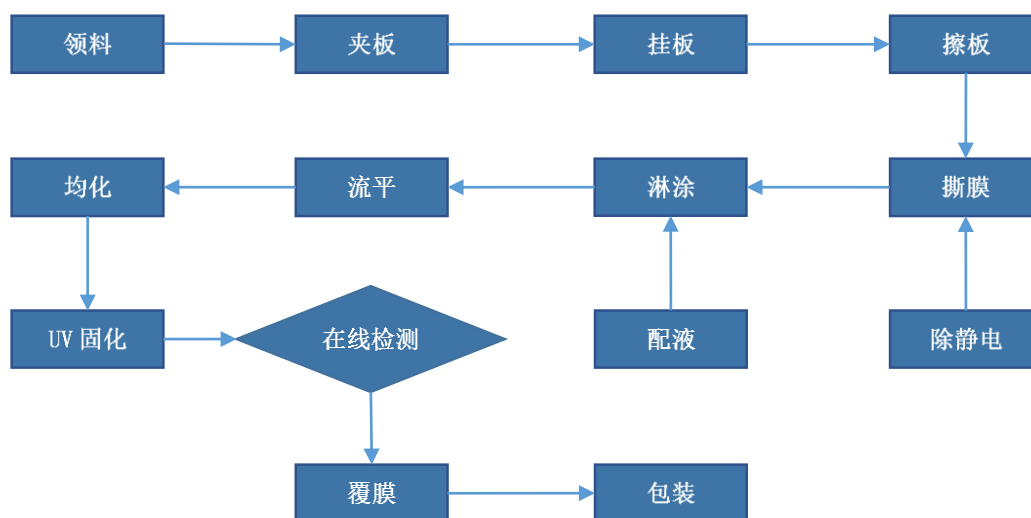 领料
夹板
挂板
擦板
均化
流平
淋涂
撕膜
UV 固化
在线检测
配液
除静电
覆膜
包装